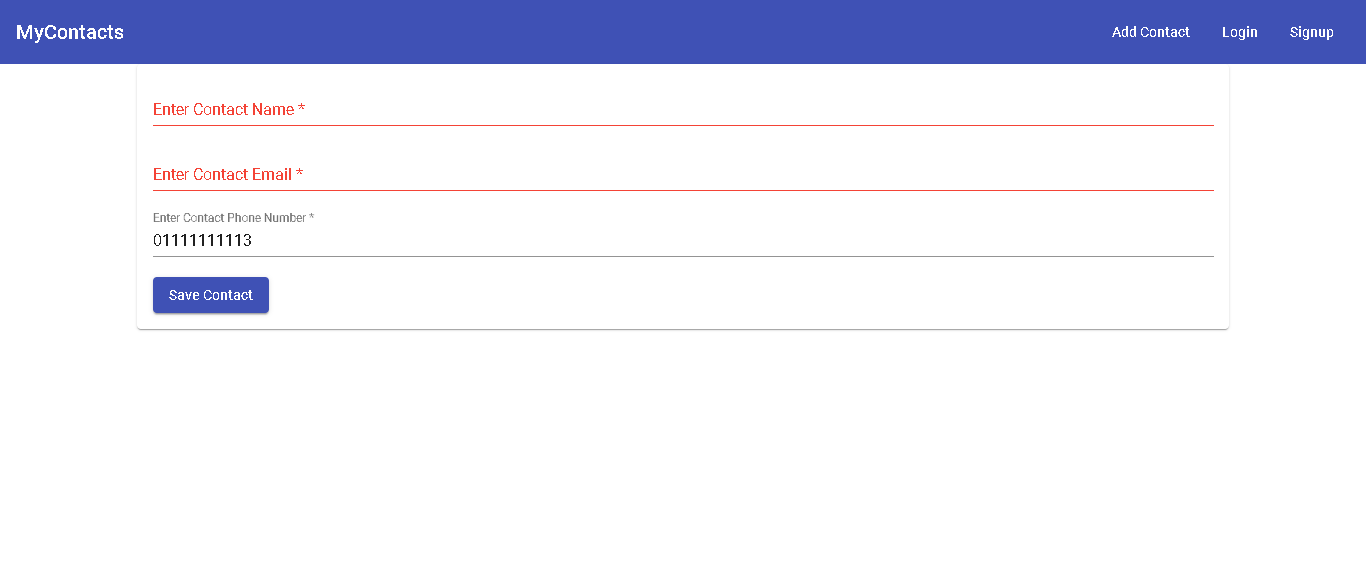 MyContacts
Add Contact
Login
Signup
Enter Contact Name *
Enter Contact Email *
Enter Contact Phone Number *
01111111113
Save Contact